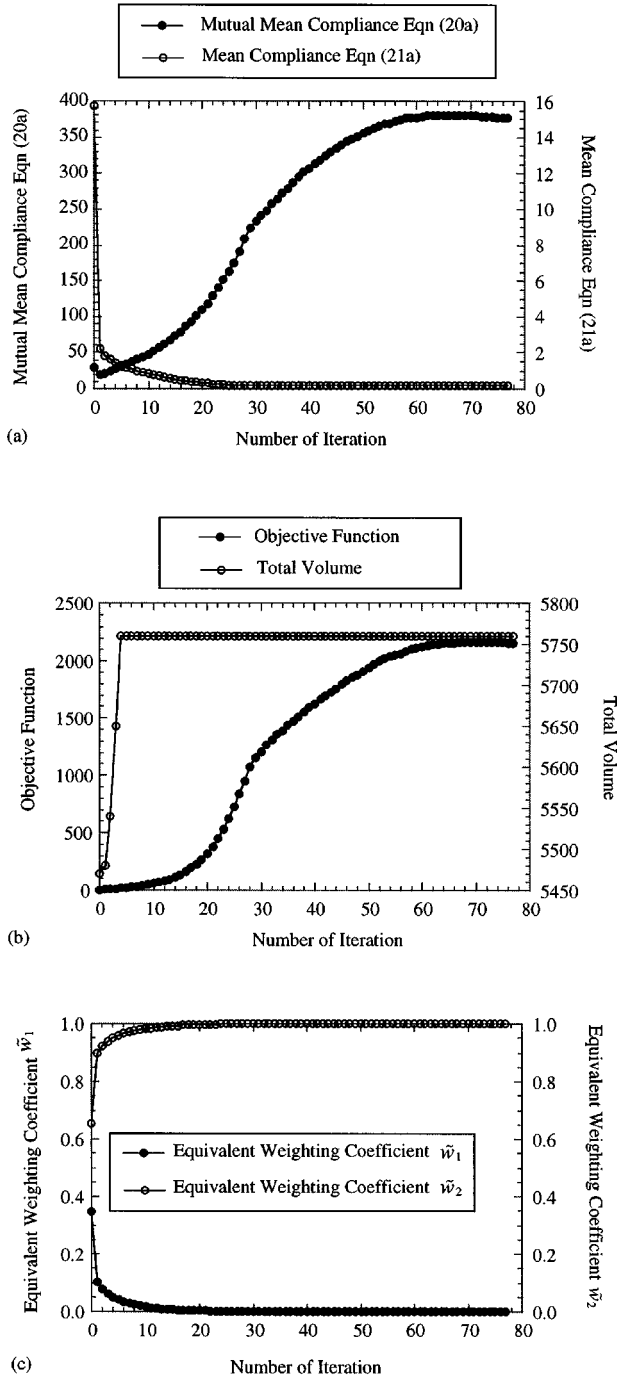 Mutual Mean Compliance Eqn (20a)
Mean Compliance Eqn (21a)
400
350
300
250
200
150
100
50
0
16
14
12
10
8
6
4
2
0
0 10 20 30 40 50 60 70 80
Mutual Mean Compliance Eqn (20a)
Mean Compliance Eqn (21a)
Number of Iteration
(a)
Objective Function
Total Volume
2500
2000
1500
1000
500
0
5800
5750
5700
5650
5600
5550
5500
5450
0 10 20 30 40 50 60 70 80
Objective Function
Total Volume
Number of Iteration
(b)
1.0
0.8
0.6
0.4
0.2
0.0
1.0
0.8
0.6
0.4
0.2
0.0
Equivalent Weighting Coefficient w̃₁
Equivalent Weighting Coefficient w̃₂
0 10 20 30 40 50 60 70 80
Equivalent Weighting Coefficient w̃₁
Equivalent Weighting Coefficient w̃₂
Number of Iteration
(c)